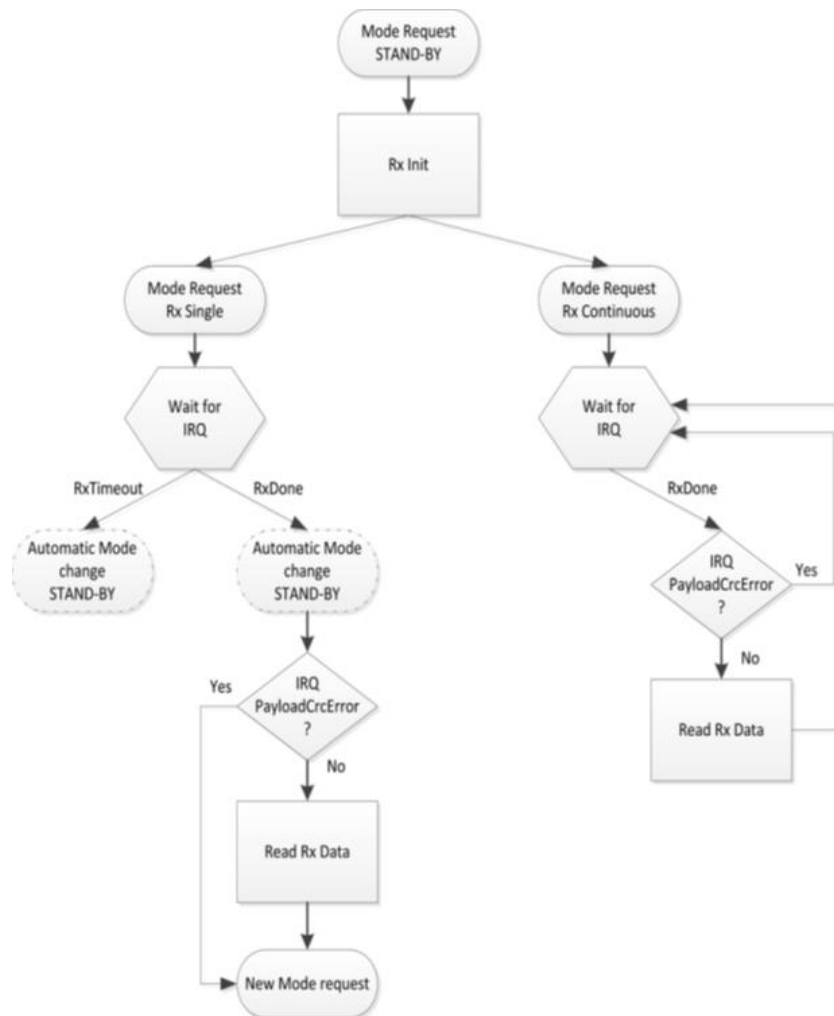 Mode Request
STAND-BY
Rx Init
Mode Request
Rx Single
Mode Request
Rx Continuous
Wait for
IRQ
Wait for
IRQ
RxTimeout
RxDone
RxDone
Automatic Mode
change
STAND-BY
Automatic Mode
change
STAND-BY
IRQ
PayloadCrcError
?
Yes
No
Yes
IRQ
PayloadCrcError
?
Read Rx Data
No
Read Rx Data
New Mode request